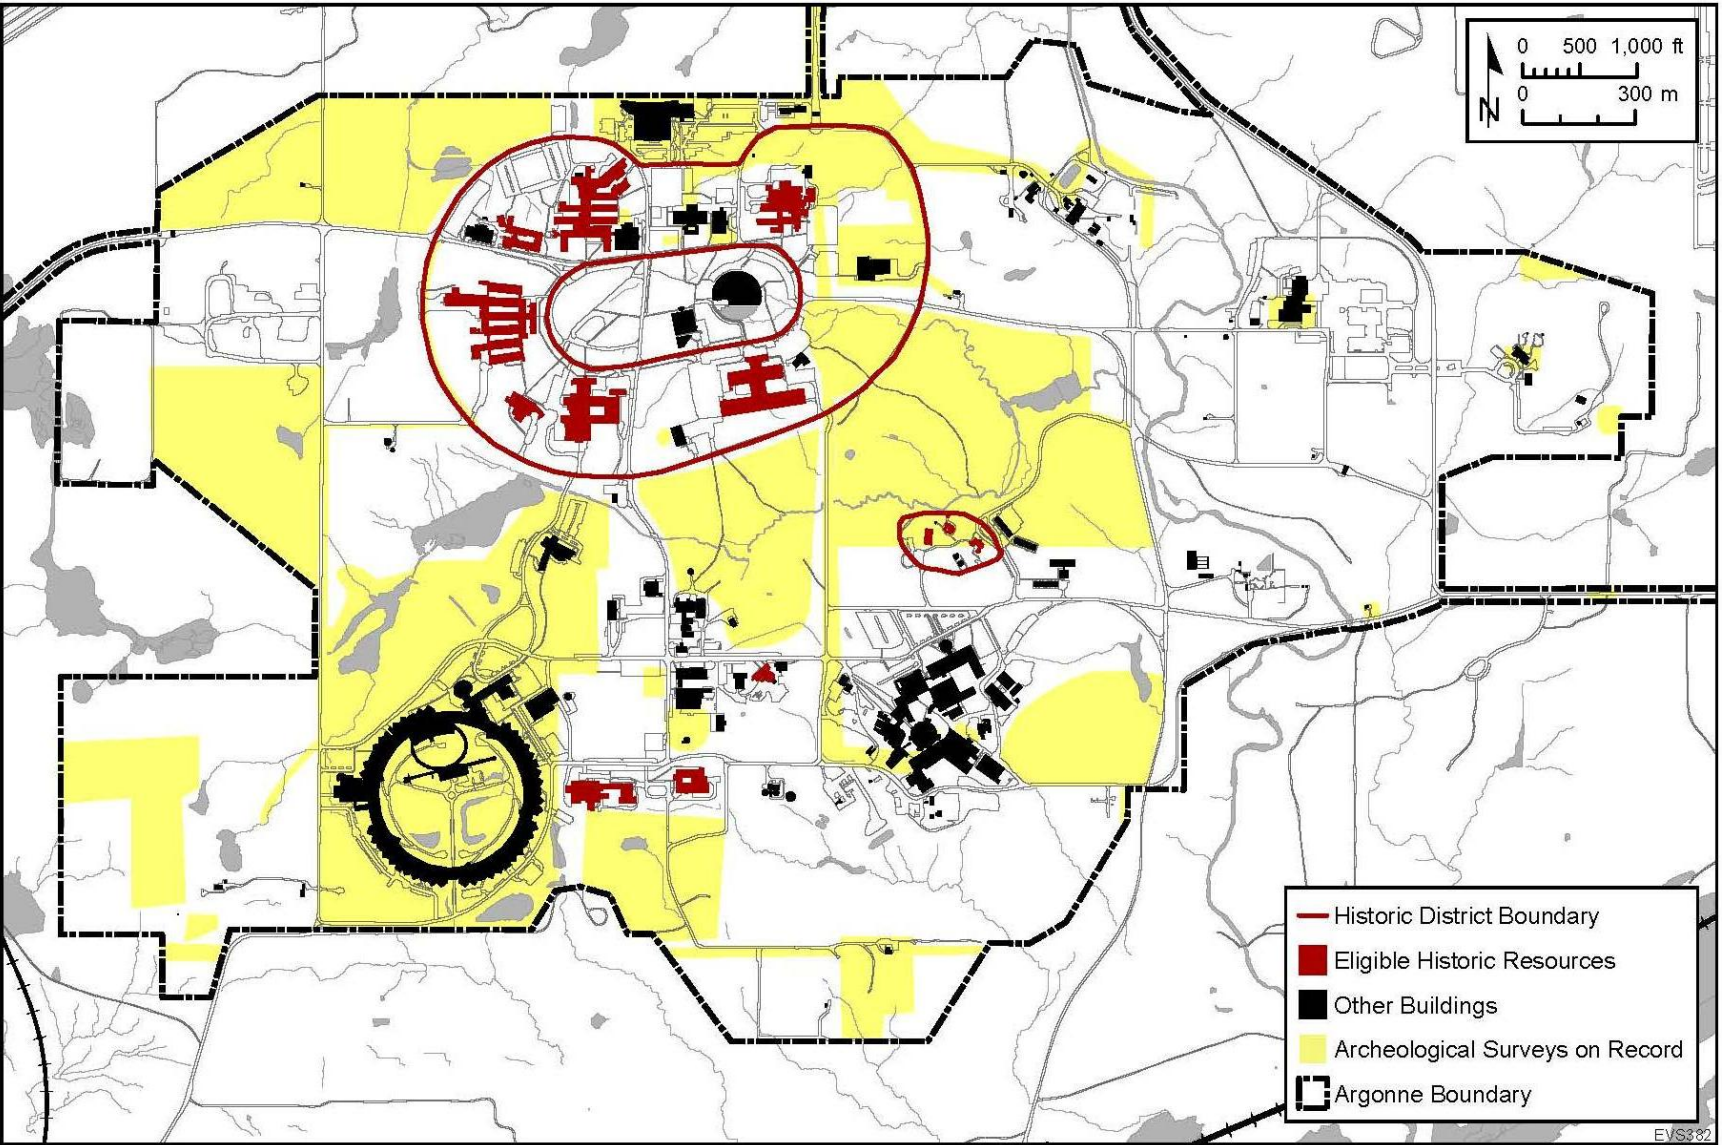 0 500 1,000 ft
0 300 m
N
Historic District Boundary
Eligible Historic Resources
Other Buildings
Archeological Surveys on Record
Argonne Boundary
EVS382